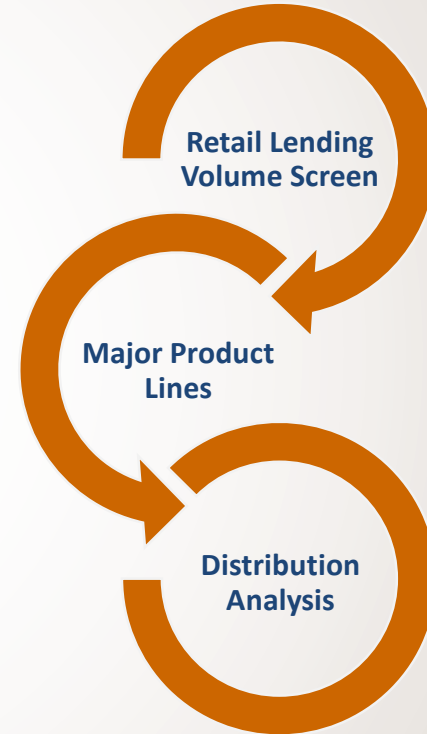 Retail Lending
Volume Screen
Major Product
Lines
Distribution
Analysis